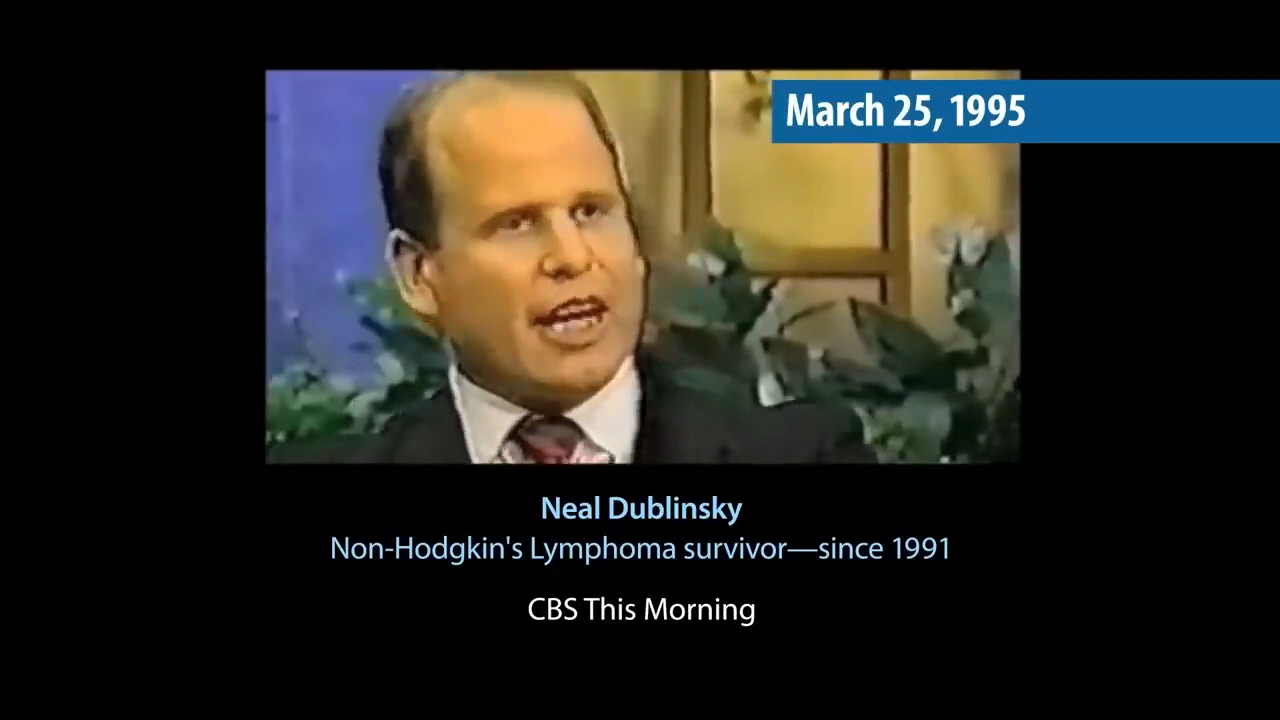 March 25, 1995
Neal Dublinsky
Non-Hodgkin's Lymphoma survivor—since 1991
CBS This Morning